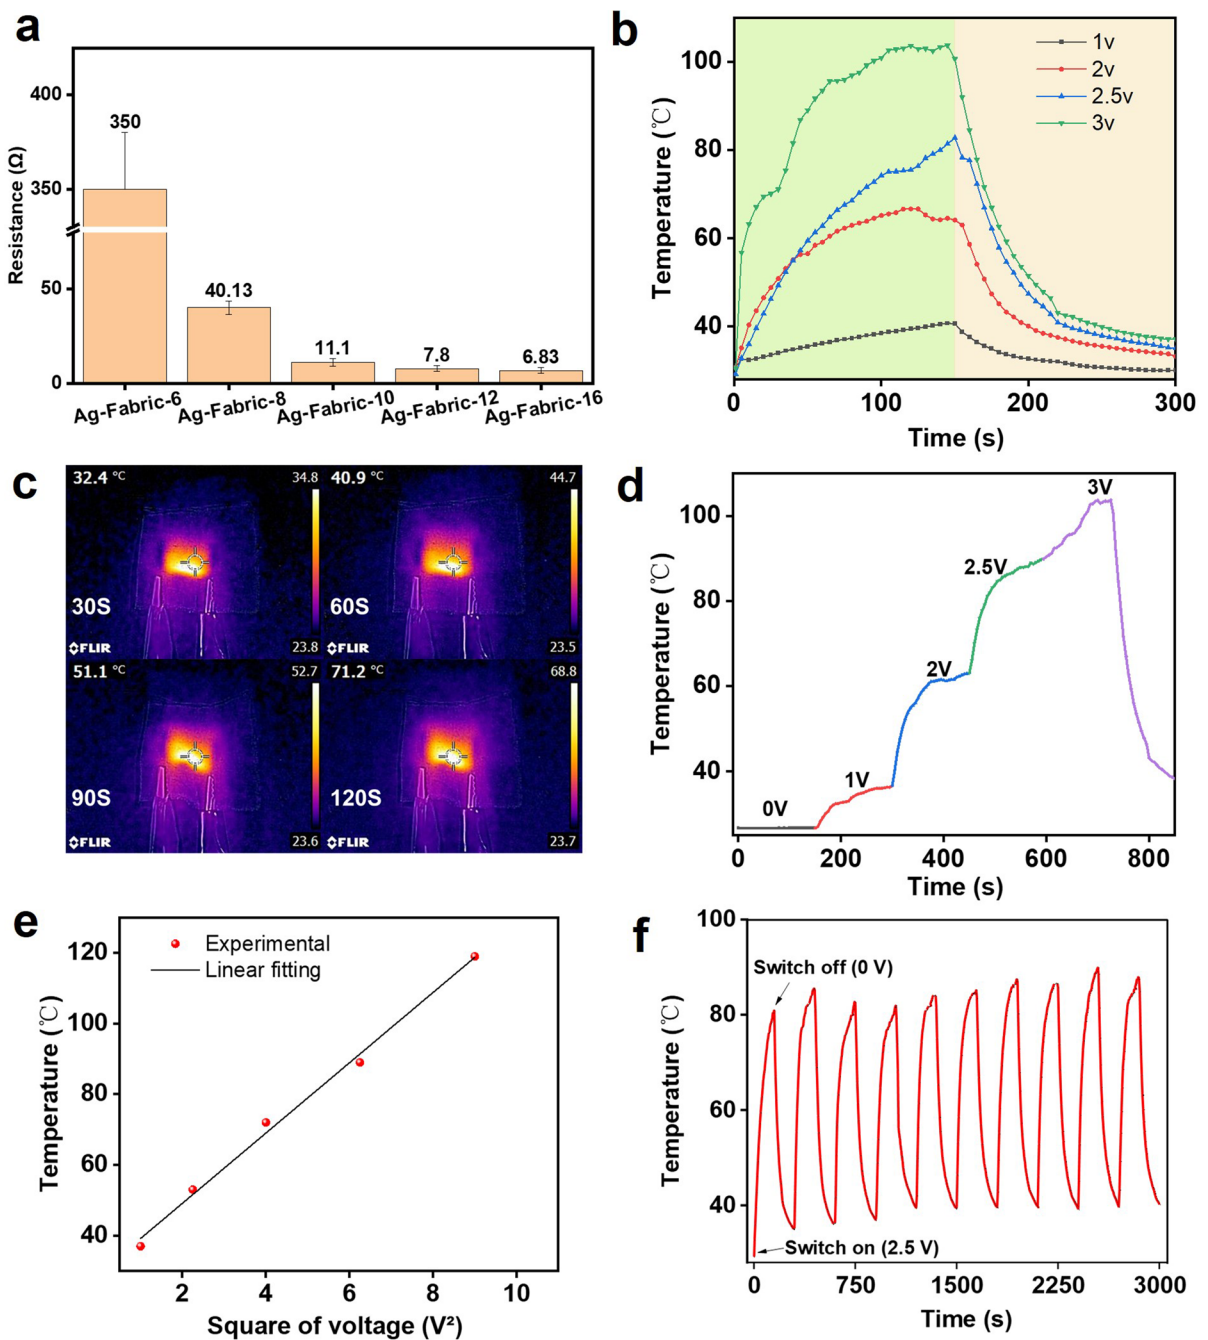 a
Resistance (Ω)
400
350
50
0
350
40.13
11.1
7.8
6.83
Ag-Fabric-6
Ag-Fabric-8
Ag-Fabric-10
Ag-Fabric-12
Ag-Fabric-16
b
Temperature (℃)
100
80
60
40
1v
2v
2.5v
3v
0
100
200
300
Time (s)
c
32.4 °C
34.8
30S
23.8
◇FLIR
40.9 °C
44.7
60S
23.5
◇FLIR
51.1 °C
52.7
90S
23.6
◇FLIR
71.2 °C
68.8
120S
23.7
◇FLIR
d
Temperature (℃)
100
80
60
40
0V
1V
2V
2.5V
3V
0
200
400
600
800
Time (s)
e
Temperature (℃)
120
100
80
60
40
Experimental
Linear fitting
2
4
6
8
10
Square of voltage (V²)
f
Temperature (℃)
100
80
60
40
Switch off (0 V)
Switch on (2.5 V)
0
750
1500
2250
3000
Time (s)